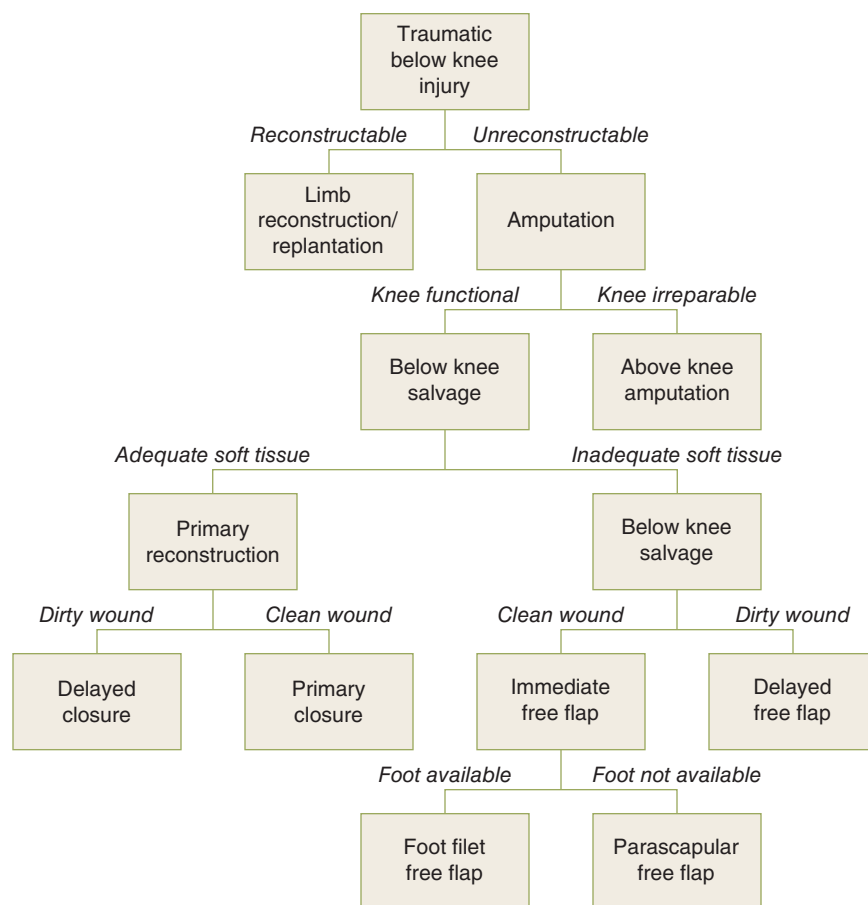 Traumatic
below knee
injury
Reconstructable
Unreconstructable
Limb
reconstruction/
replantation
Amputation
Knee functional
Knee irreparable
Below knee
salvage
Above knee
amputation
Adequate soft tissue
Inadequate soft tissue
Primary
reconstruction
Below knee
salvage
Dirty wound
Clean wound
Clean wound
Dirty wound
Delayed
closure
Primary
closure
Immediate
free flap
Delayed
free flap
Foot available
Foot not available
Foot filet
free flap
Parascapular
free flap